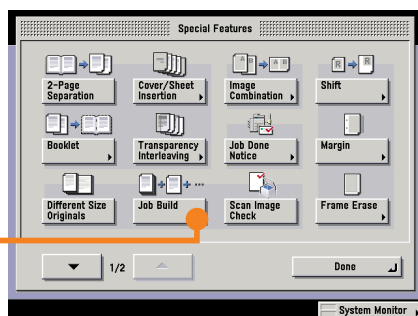 Special Features
2-Page Separation
Cover/Sheet Insertion
Image Combination
Shift
Booklet
Transparency Interleaving
Job Done Notice
Margin
Different Size Originals
Job Build
Scan Image Check
Frame Erase
1/2
Done
System Monitor